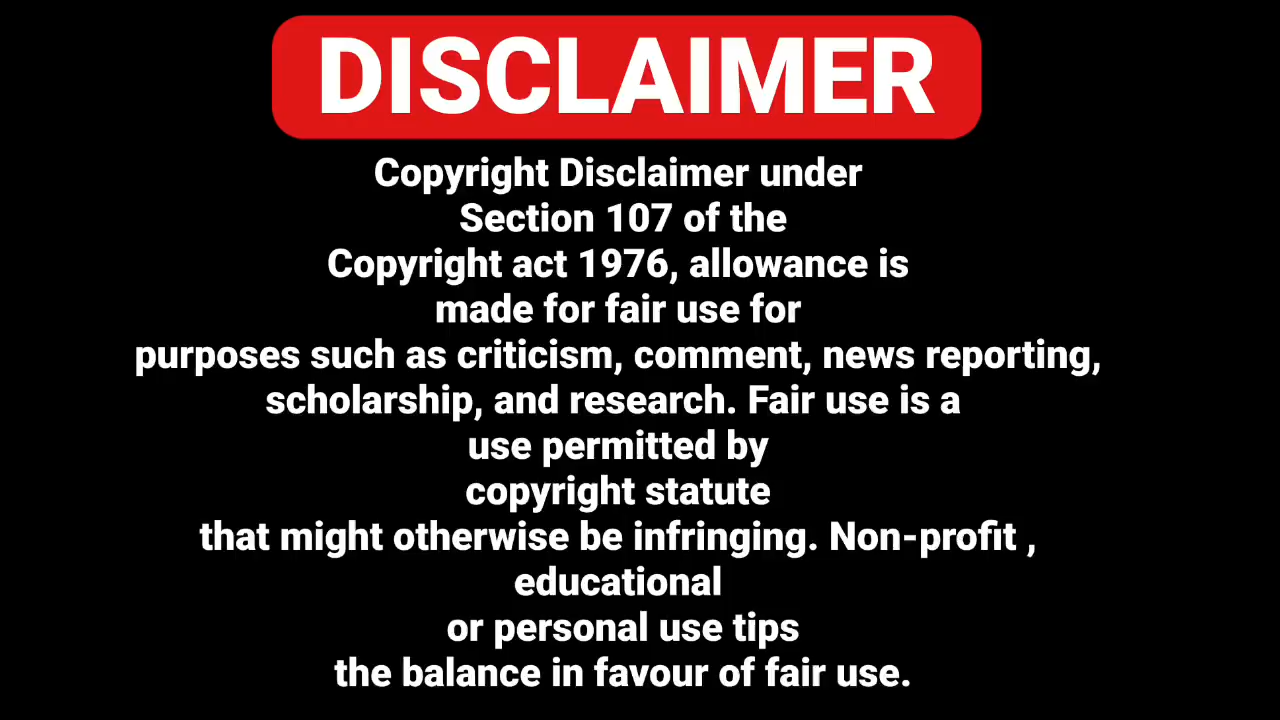 DISCLAIMER
Copyright Disclaimer under
Section 107 of the
Copyright act 1976, allowance is
made for fair use for
purposes such as criticism, comment, news reporting,
scholarship, and research. Fair use is a
use permitted by
copyright statute
that might otherwise be infringing. Non-profit ,
educational
or personal use tips
the balance in favour of fair use.